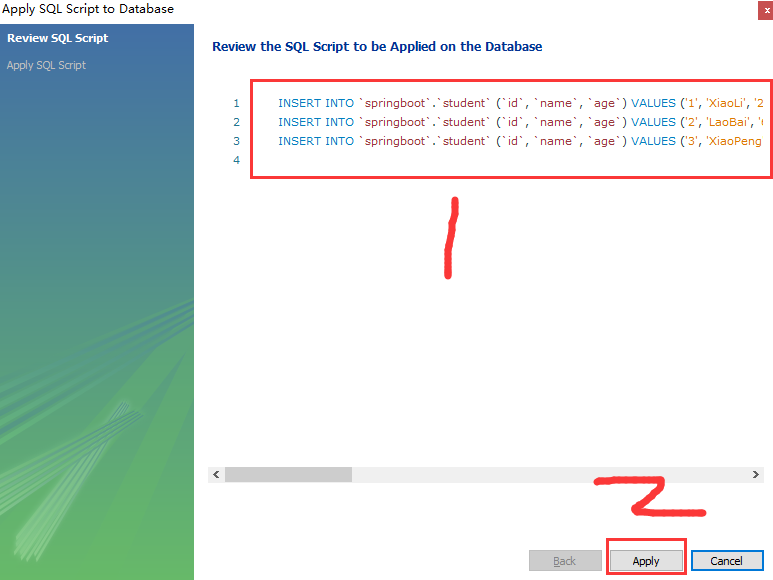 Apply SQL Script to Database
x
Review SQL Script
Apply SQL Script
Review the SQL Script to be Applied on the Database
1 INSERT INTO `springboot`.`student` (`id`, `name`, `age`) VALUES ('1', 'XiaoLi', '2
2 INSERT INTO `springboot`.`student` (`id`, `name`, `age`) VALUES ('2', 'LaoBai', '
3 INSERT INTO `springboot`.`student` (`id`, `name`, `age`) VALUES ('3', 'XiaoPeng
4
1
2
Back Apply Cancel